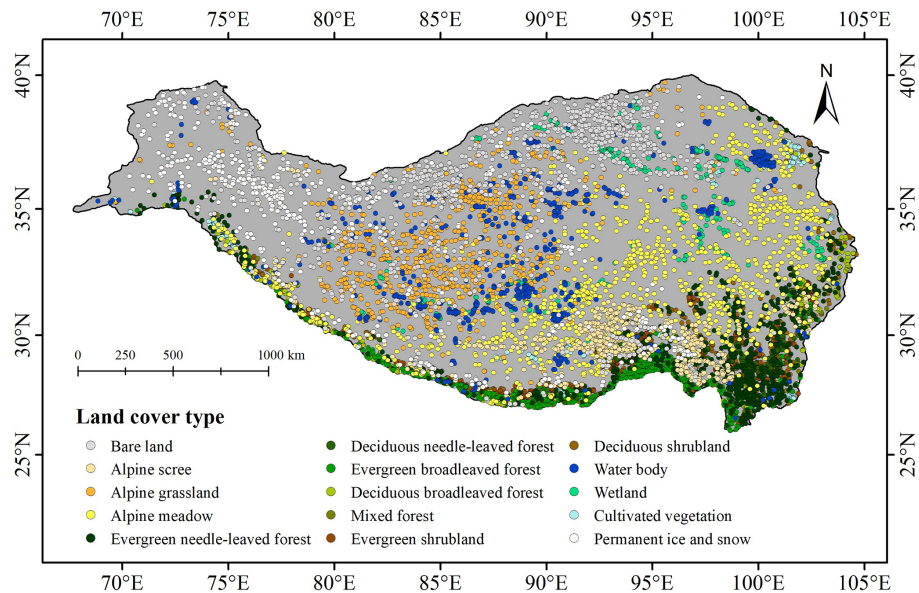 70°E 75°E 80°E 85°E 90°E 95°E 100°E 105°E
40°N 40°N
N
35°N 35°N
30°N 30°N
0 250 500 1000 km
Land cover type
Bare land Deciduous needle-leaved forest Deciduous shrubland
25°N 25°N
Alpine scree Evergreen broadleaved forest Water body
Alpine grassland Deciduous broadleaved forest Wetland
Alpine meadow Mixed forest Cultivated vegetation
Evergreen needle-leaved forest Evergreen shrubland Permanent ice and snow
70°E 75°E 80°E 85°E 90°E 95°E 100°E 105°E